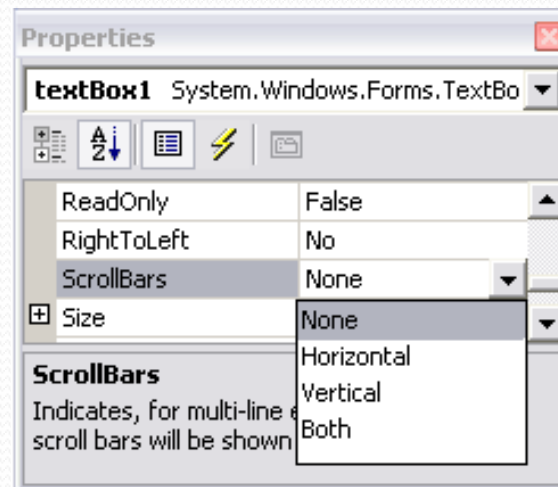 Properties
textBox1 System.Windows.Forms.TextBo
ReadOnly False
RightToLeft No
ScrollBars None
Size
None
Horizontal
Vertical
Both
ScrollBars
Indicates, for multi-line
scroll bars will be shown